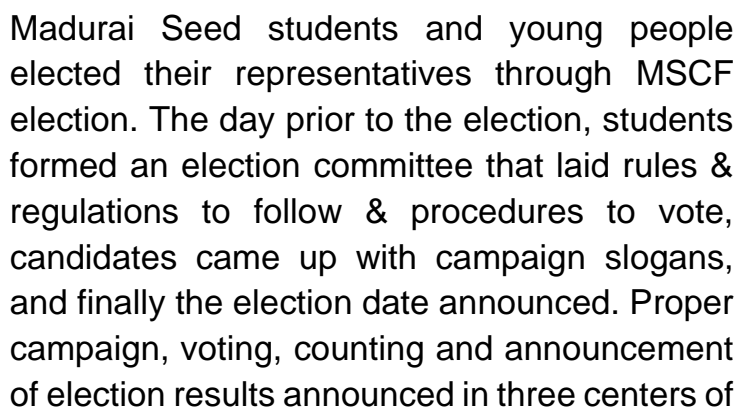 Madurai Seed students and young people
elected their representatives through MSCF
election. The day prior to the election, students
formed an election committee that laid rules &
regulations to follow & procedures to vote,
candidates came up with campaign slogans,
and finally the election date announced. Proper
campaign, voting, counting and announcement
of election results announced in three centers of